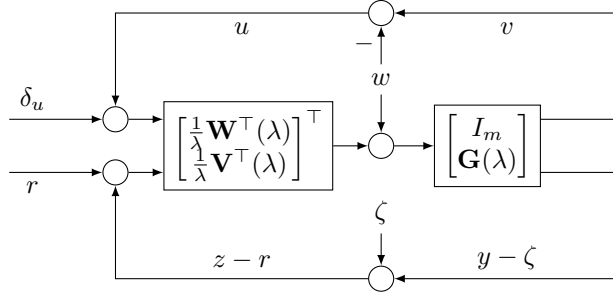 u
v
−
δ_u
w
[ 1/λ W^⊤(λ) ]^⊤
[ 1/λ V^⊤(λ) ]
[ I_m ]
[ G(λ) ]
r
ζ
z − r
y − ζ